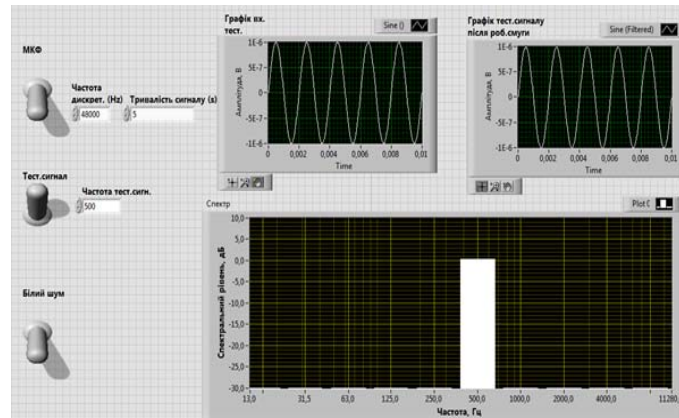 МКФ
Частота
дискрет. (Hz)
48000
Тривалість сигналу (s)
5
Тест.сигнал
Частота тест.сигн.
500
Білий шум
Графік вх.
тест.
Sine ()
Амплітуда, В
1E-6
5E-7
0
-5E-7
-1E-6
0 0,002 0,004 0,006 0,008 0,01
Time
Графік тест.сигналу
після роб.смуги
Sine (Filtered)
Амплітуда, В
1E-6
5E-7
0
-5E-7
-1E-6
0 0,002 0,004 0,006 0,008 0,01
Time
Спектр
Plot 0
Спектральний рівень, дБ
10,0
5,0
0,0
-5,0
-10,0
-15,0
-20,0
-25,0
-30,0
13,0 31,5 63,0 125,0 250,0 500,0 1000,0 2000,0 4000,0 11280,
Частота, Гц